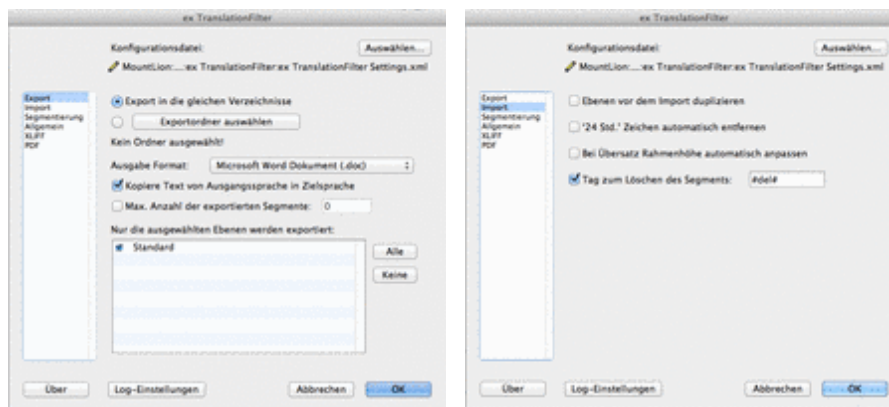 ex TranslationFilter
Konfigurationsdatei:
Auswählen...
MountLion:...:ex TranslationFilter:ex TranslationFilter Settings.xml
Export
Import
Segmentierung
Allgemein
XLIFF
PDF
Export in die gleichen Verzeichnisse
Exportordner auswählen
Kein Ordner ausgewählt!
Ausgabe Format:
Microsoft Word Dokument (.doc)
Kopiere Text von Ausgangssprache in Zielsprache
Max. Anzahl der exportierten Segmente:
0
Nur die ausgewählten Ebenen werden exportiert:
Standard
Alle
Keine
Über
Log-Einstellungen
Abbrechen
OK
ex TranslationFilter
Konfigurationsdatei:
Auswählen...
MountLion:...:ex TranslationFilter:ex TranslationFilter Settings.xml
Export
Import
Segmentierung
Allgemein
XLIFF
PDF
Ebenen vor dem Import duplizieren
'24 Std.' Zeichen automatisch entfernen
Bei Übersatz Rahmenhöhe automatisch anpassen
Tag zum Löschen des Segments:
#del#
Über
Log-Einstellungen
Abbrechen
OK